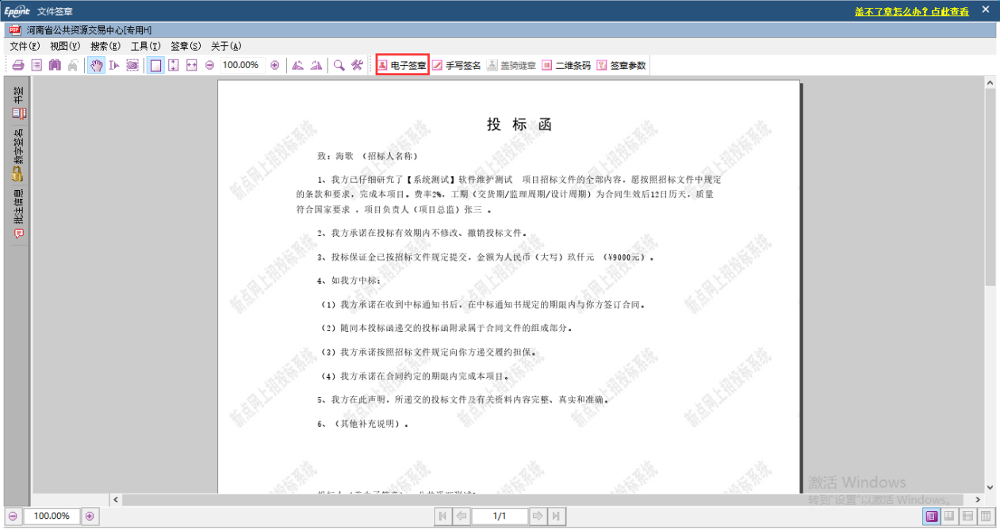 Epoint 文件签章 盖不了章怎么办? 点此查看
河南省公共资源交易中心[专用H]
文件(F) 视图(V) 搜索(E) 工具(T) 签章(S) 关于(A)
100.00% 电子签章 手写签名 盖骑缝章 二维条码 签章参数
书签
数字签名
批注信息
投 标 函
致：海歌 （招标人名称）
1、我方已仔细研究了【系统测试】软件维护测试 项目招标文件的全部内容，愿按照招标文件中规定
的条款和要求，完成本项目。费率2%，工期（交货期/监理周期/设计周期）为合同生效后12日历天，质量
符合国家要求 ，项目负责人（项目总监）张三 。
2、我方承诺在投标有效期内不修改、撤销投标文件。
3、投标保证金已按招标文件规定提交，金额为人民币（大写）玖仟元 （¥9000元）。
4、如我方中标：
（1）我方承诺在收到中标通知书后，在中标通知书规定的期限内与你方签订合同。
（2）随同本投标函递交的投标函附录属于合同文件的组成部分。
（3）我方承诺按照招标文件规定向你方递交履约担保。
（4）我方承诺在合同约定的期限内完成本项目。
5、我方在此声明，所递交的投标文件及有关资料内容完整、真实和准确。
6、（其他补充说明）。
新点网上招投标系统
激活 Windows
转到"设置"以激活 Windows。
100.00% 1/1